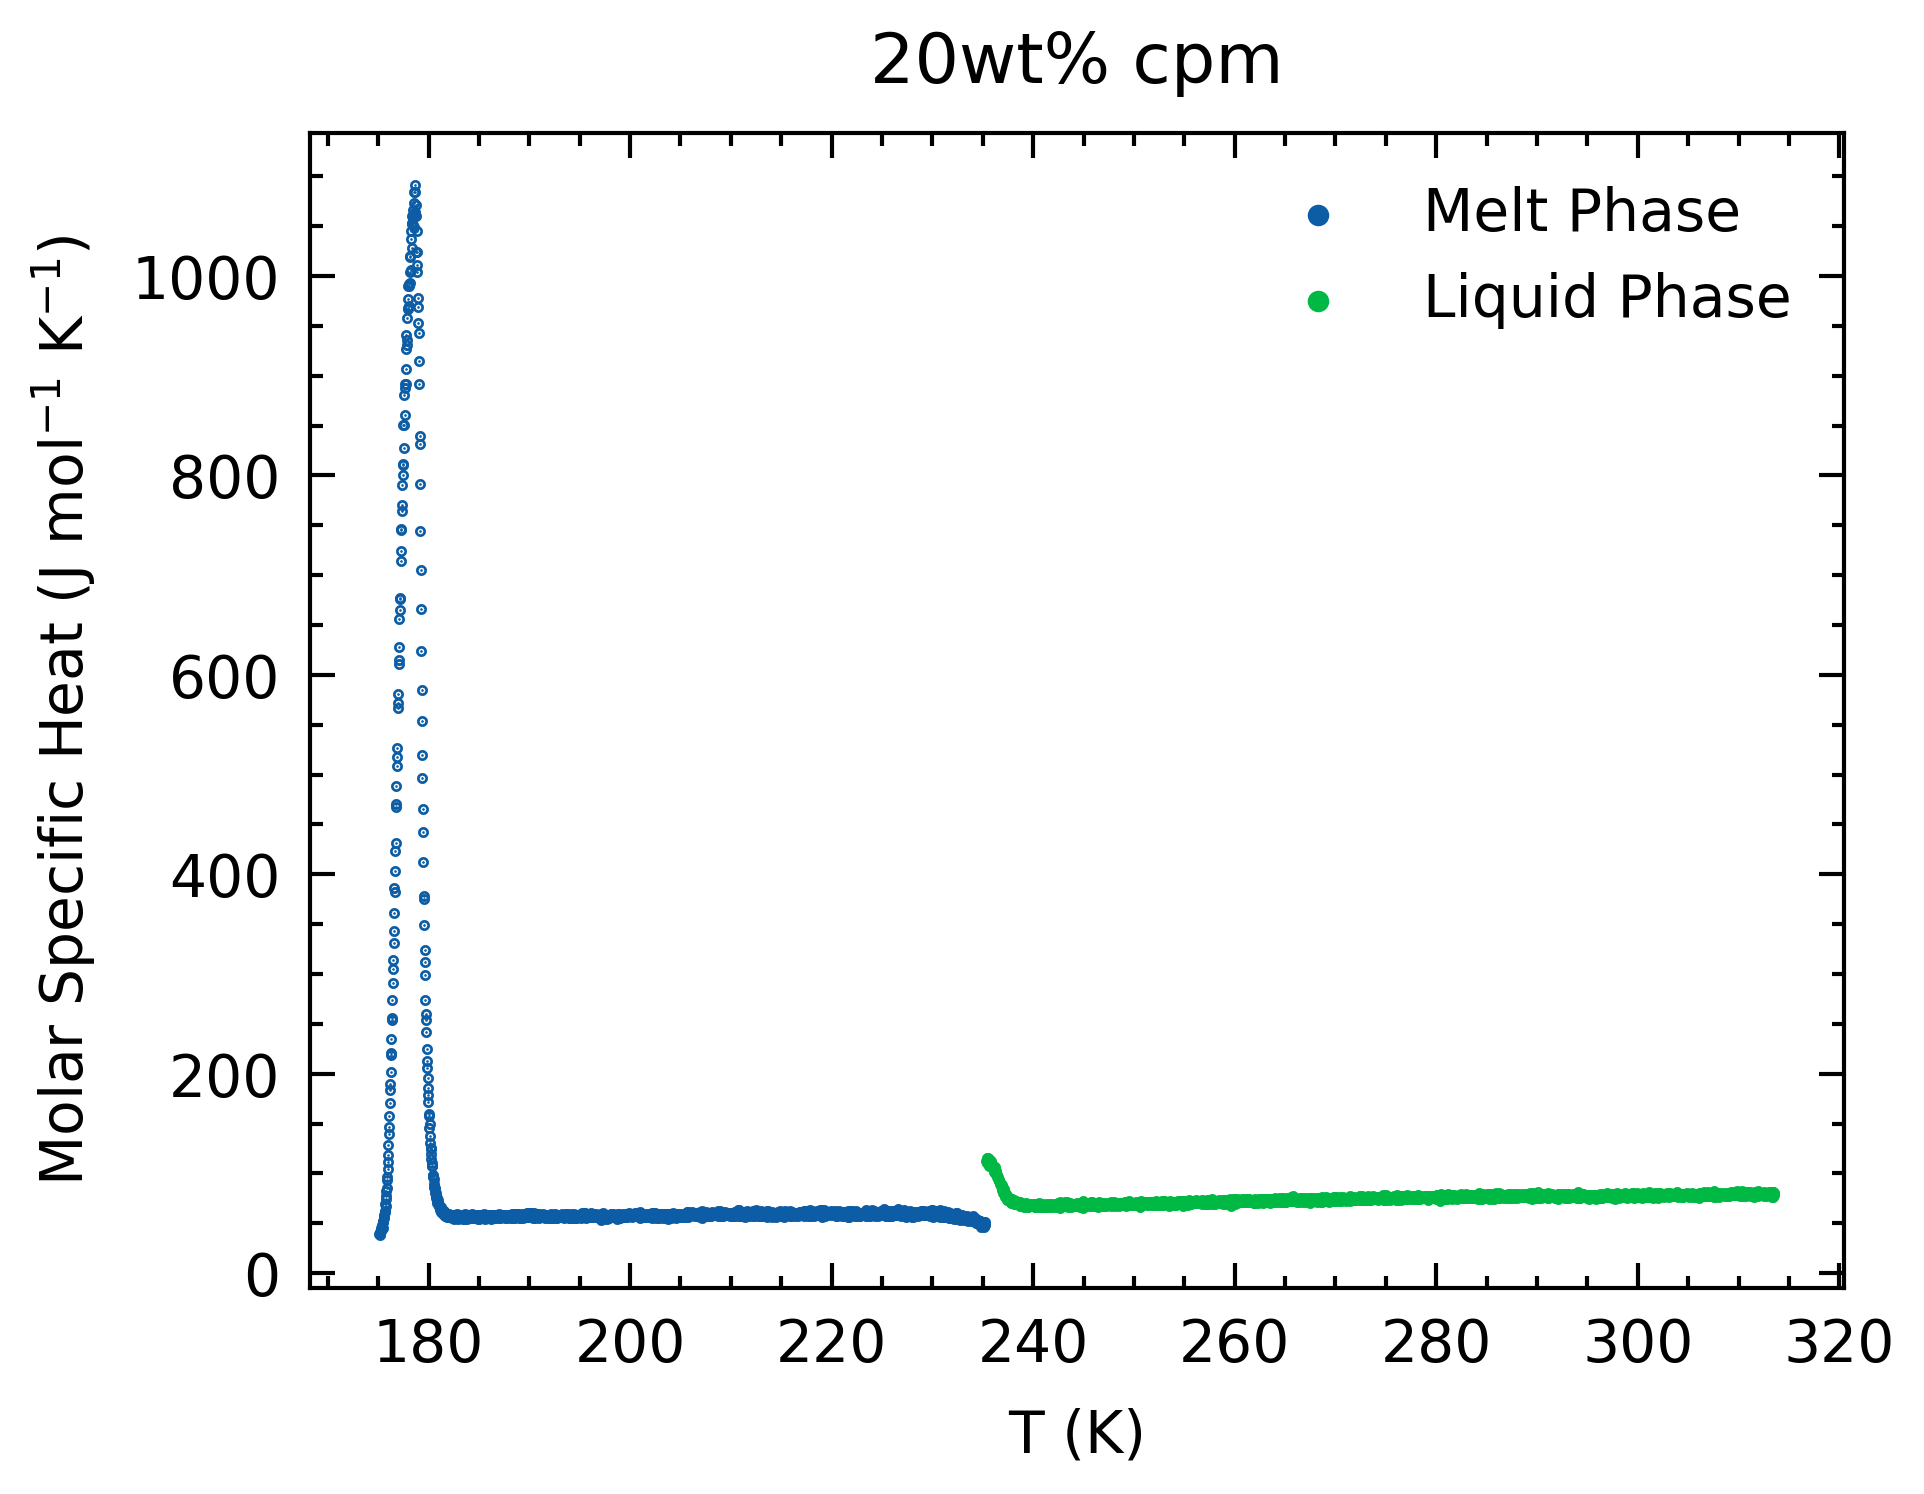 20wt% cpm
Molar Specific Heat (J mol⁻¹ K⁻¹)
1000
800
600
400
200
0
Melt Phase
Liquid Phase
180 200 220 240 260 280 300 320
T (K)